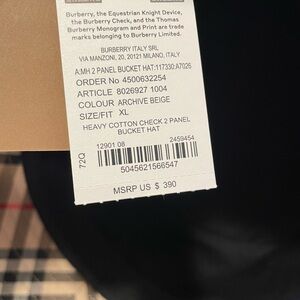 Burberry, the Equestrian Knight Device,
the Burberry Check, and the Thomas
Burberry Monogram and Print are trade
marks belonging to Burberry Limited.
BURBERRY ITALY SRL
VIA MANZONI, 20, 20121 MILANO, ITALY
A:MH 2 PANEL BUCKET HAT:117330:A7026
ORDER No 4500632254
ARTICLE 8026927 1004
COLOUR ARCHIVE BEIGE
SIZE/FIT XL
HEAVY COTTON CHECK 2 PANEL
BUCKET HAT
72Q
12901 08 2459454
5045621566547
MSRP US $ 390